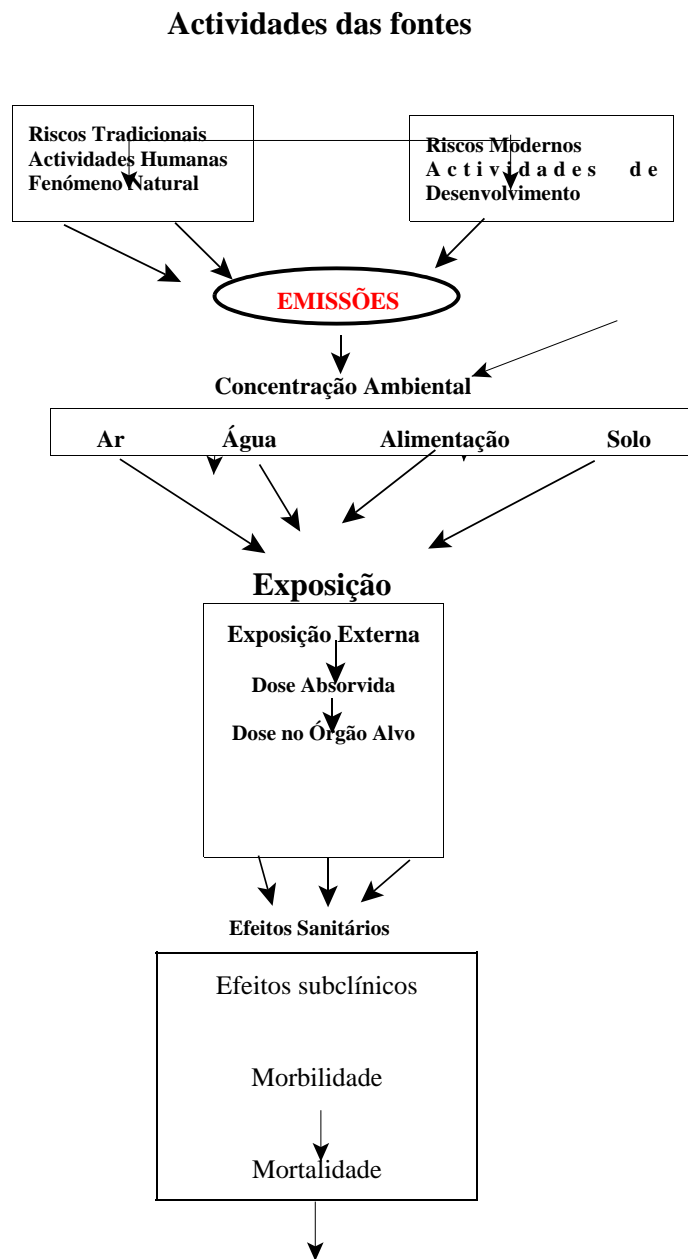 Actividades das fontes
Riscos Tradicionais
Actividades Humanas
Fenómeno Natural
Riscos Modernos
Actividades de
Desenvolvimento
EMISSÕES
Concentração Ambiental
Ar Água Alimentação Solo
Exposição
Exposição Externa
Dose Absorvida
Dose no Órgão Alvo
Efeitos Sanitários
Efeitos subclínicos
Morbilidade
Mortalidade